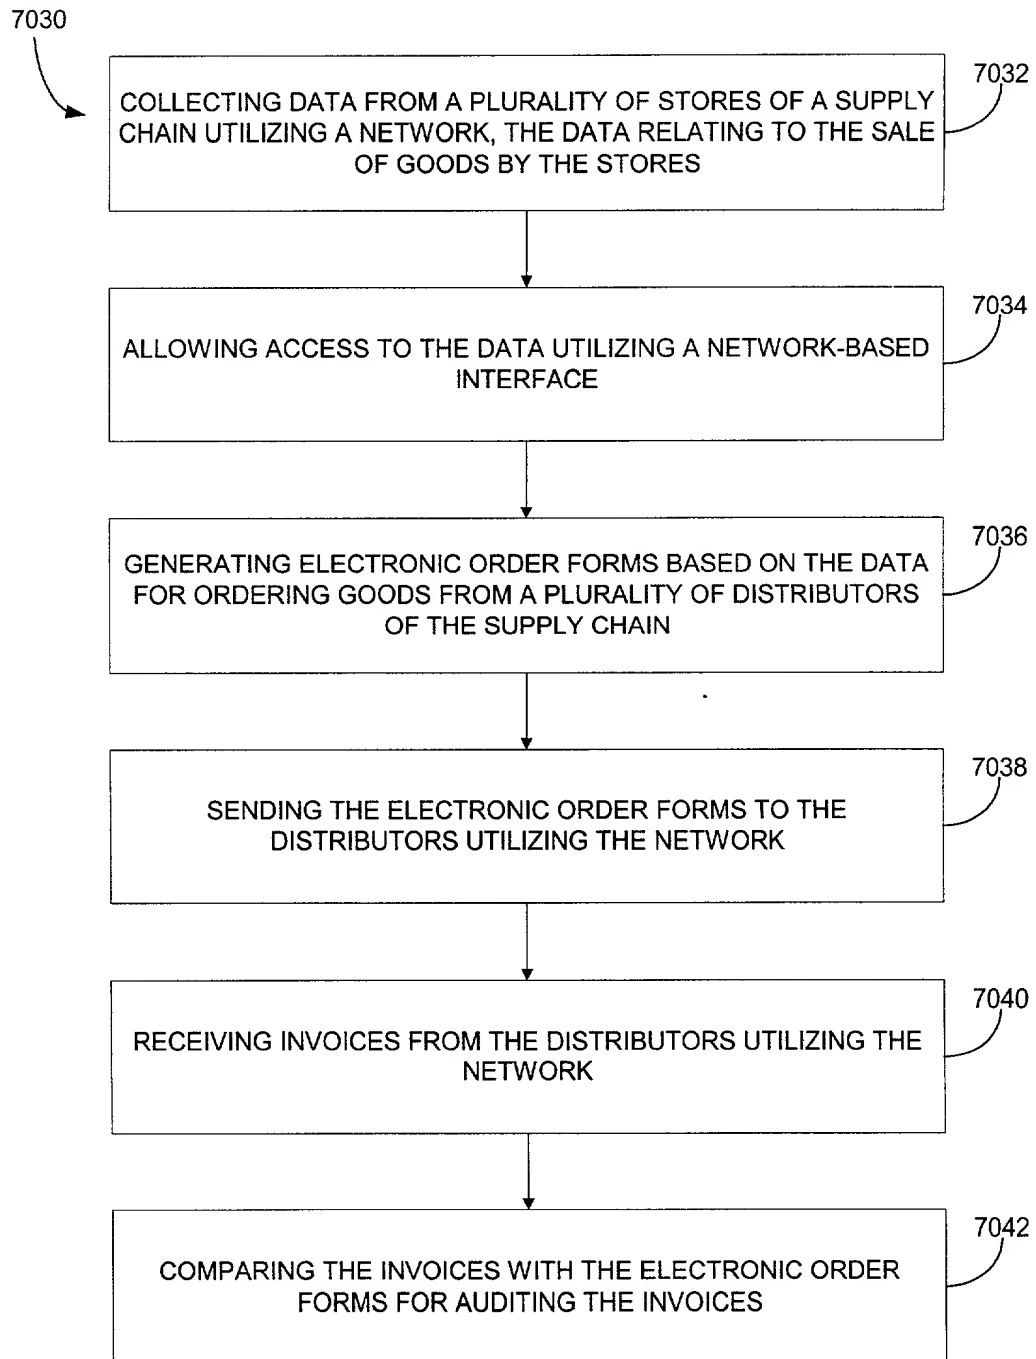 7030
7032
COLLECTING DATA FROM A PLURALITY OF STORES OF A SUPPLY
CHAIN UTILIZING A NETWORK, THE DATA RELATING TO THE SALE
OF GOODS BY THE STORES
7034
ALLOWING ACCESS TO THE DATA UTILIZING A NETWORK-BASED
INTERFACE
7036
GENERATING ELECTRONIC ORDER FORMS BASED ON THE DATA
FOR ORDERING GOODS FROM A PLURALITY OF DISTRIBUTORS
OF THE SUPPLY CHAIN
7038
SENDING THE ELECTRONIC ORDER FORMS TO THE
DISTRIBUTORS UTILIZING THE NETWORK
7040
RECEIVING INVOICES FROM THE DISTRIBUTORS UTILIZING THE
NETWORK
7042
COMPARING THE INVOICES WITH THE ELECTRONIC ORDER
FORMS FOR AUDITING THE INVOICES